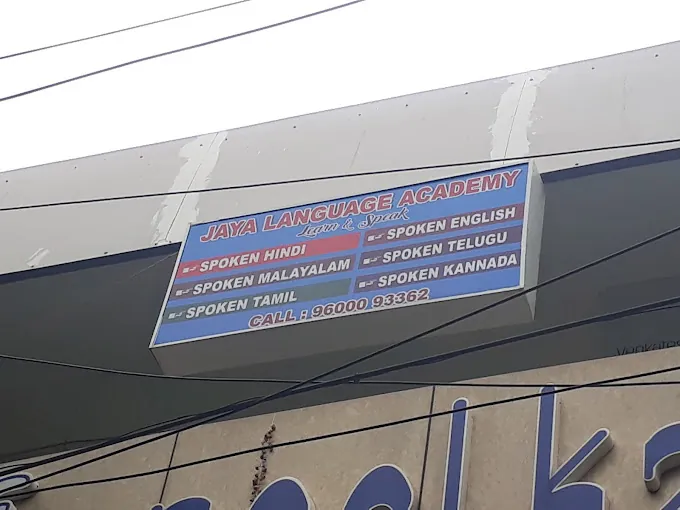 JAYA LANGUAGE ACADEMY
Learn & Speak
SPOKEN HINDI
SPOKEN MALAYALAM
SPOKEN TAMIL
SPOKEN ENGLISH
SPOKEN TELUGU
SPOKEN KANNADA
CALL : 96000 93362